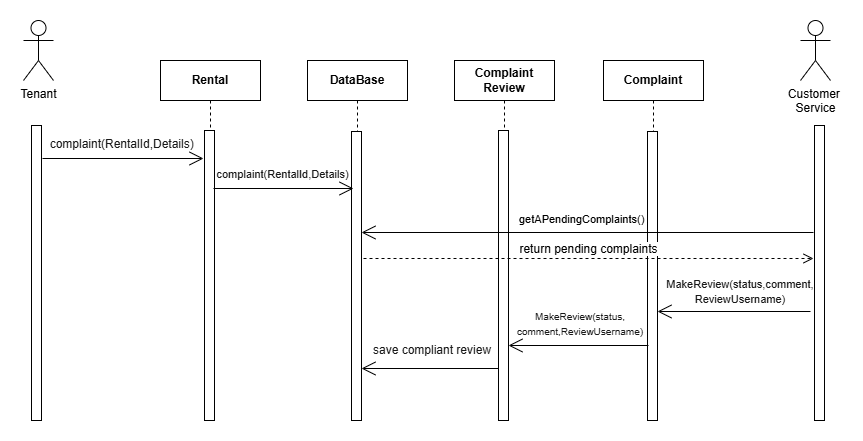 Tenant
Rental
DataBase
Complaint
Review
Complaint
Customer
Service
complaint(RentalId,Details)
complaint(RentalId,Details)
getAPendingComplaints()
return pending complaints
MakeReview(status,comment,
ReviewUsername)
MakeReview(status,
comment,ReviewUsername)
save compliant review